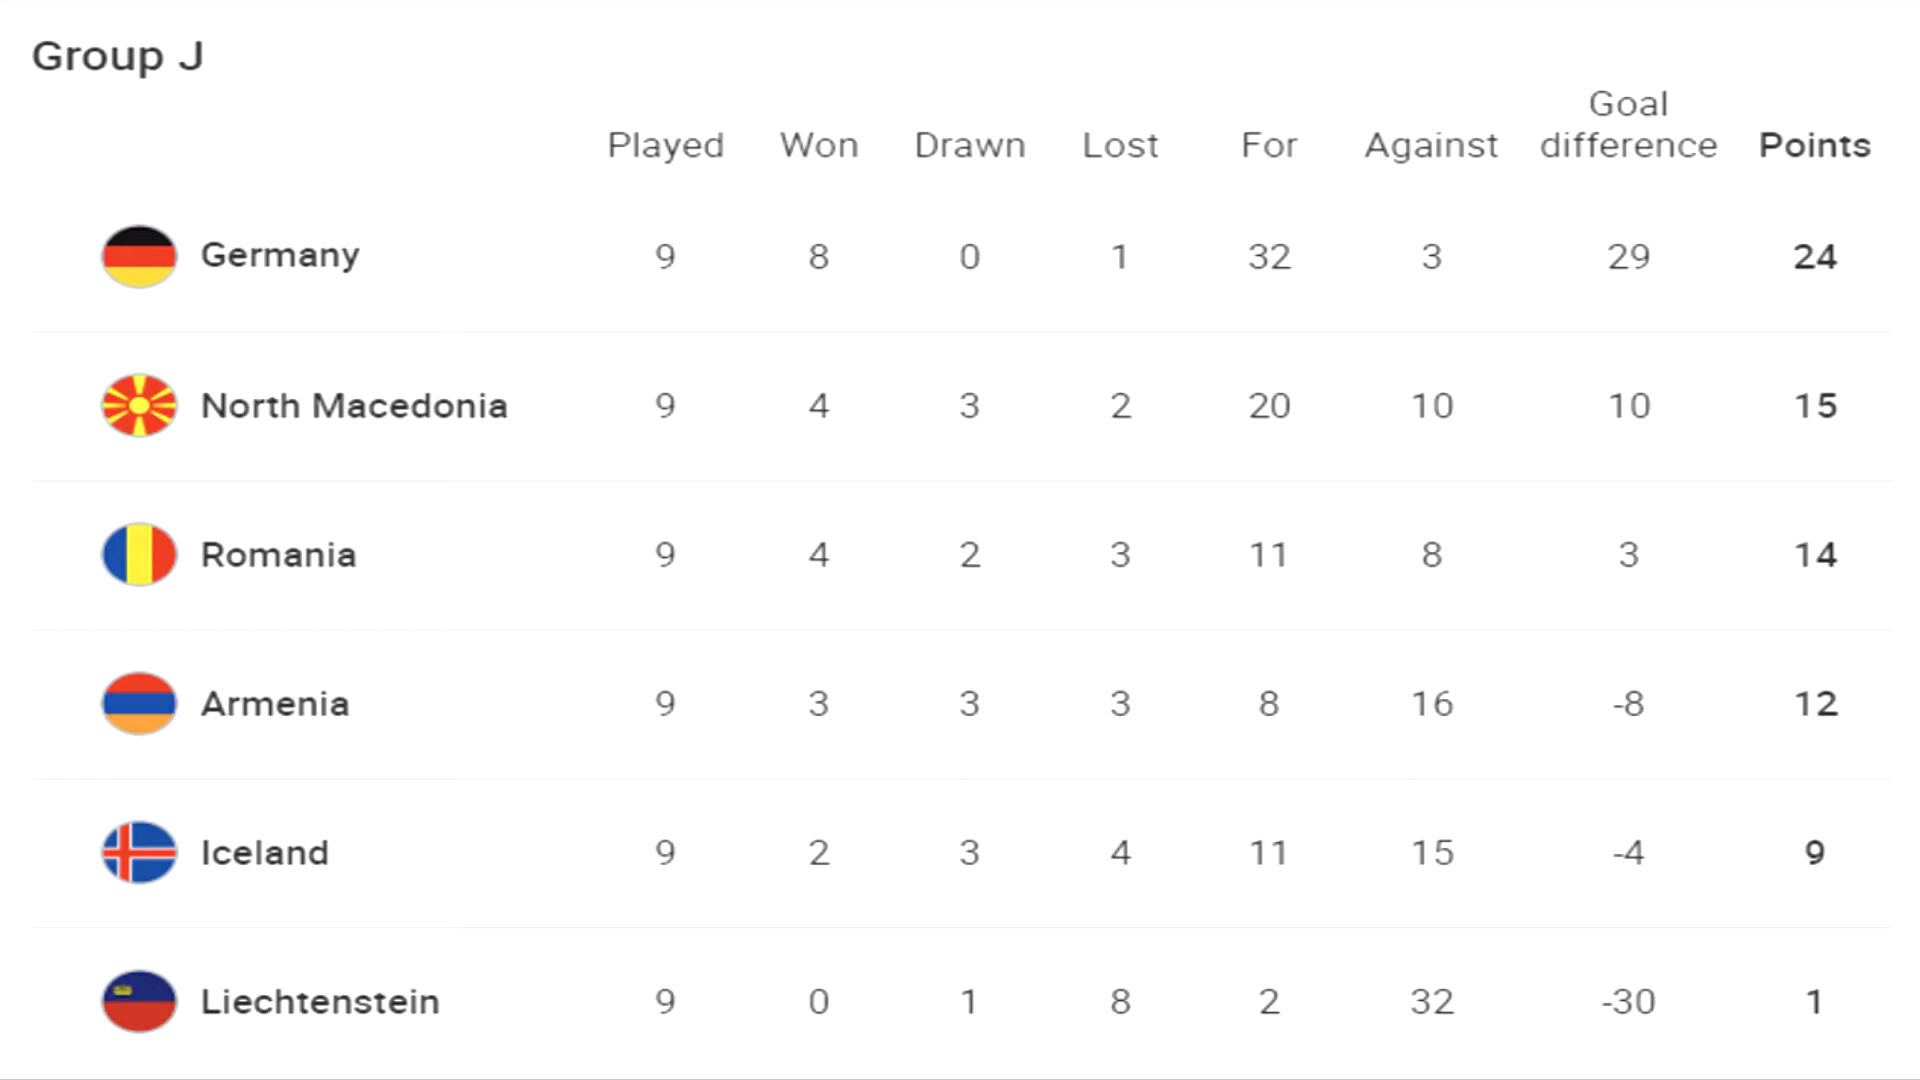 Group J
Played Won Drawn Lost For Against Goal difference Points
Germany 9 8 0 1 32 3 29 24
North Macedonia 9 4 3 2 20 10 10 15
Romania 9 4 2 3 11 8 3 14
Armenia 9 3 3 3 8 16 -8 12
Iceland 9 2 3 4 11 15 -4 9
Liechtenstein 9 0 1 8 2 32 -30 1